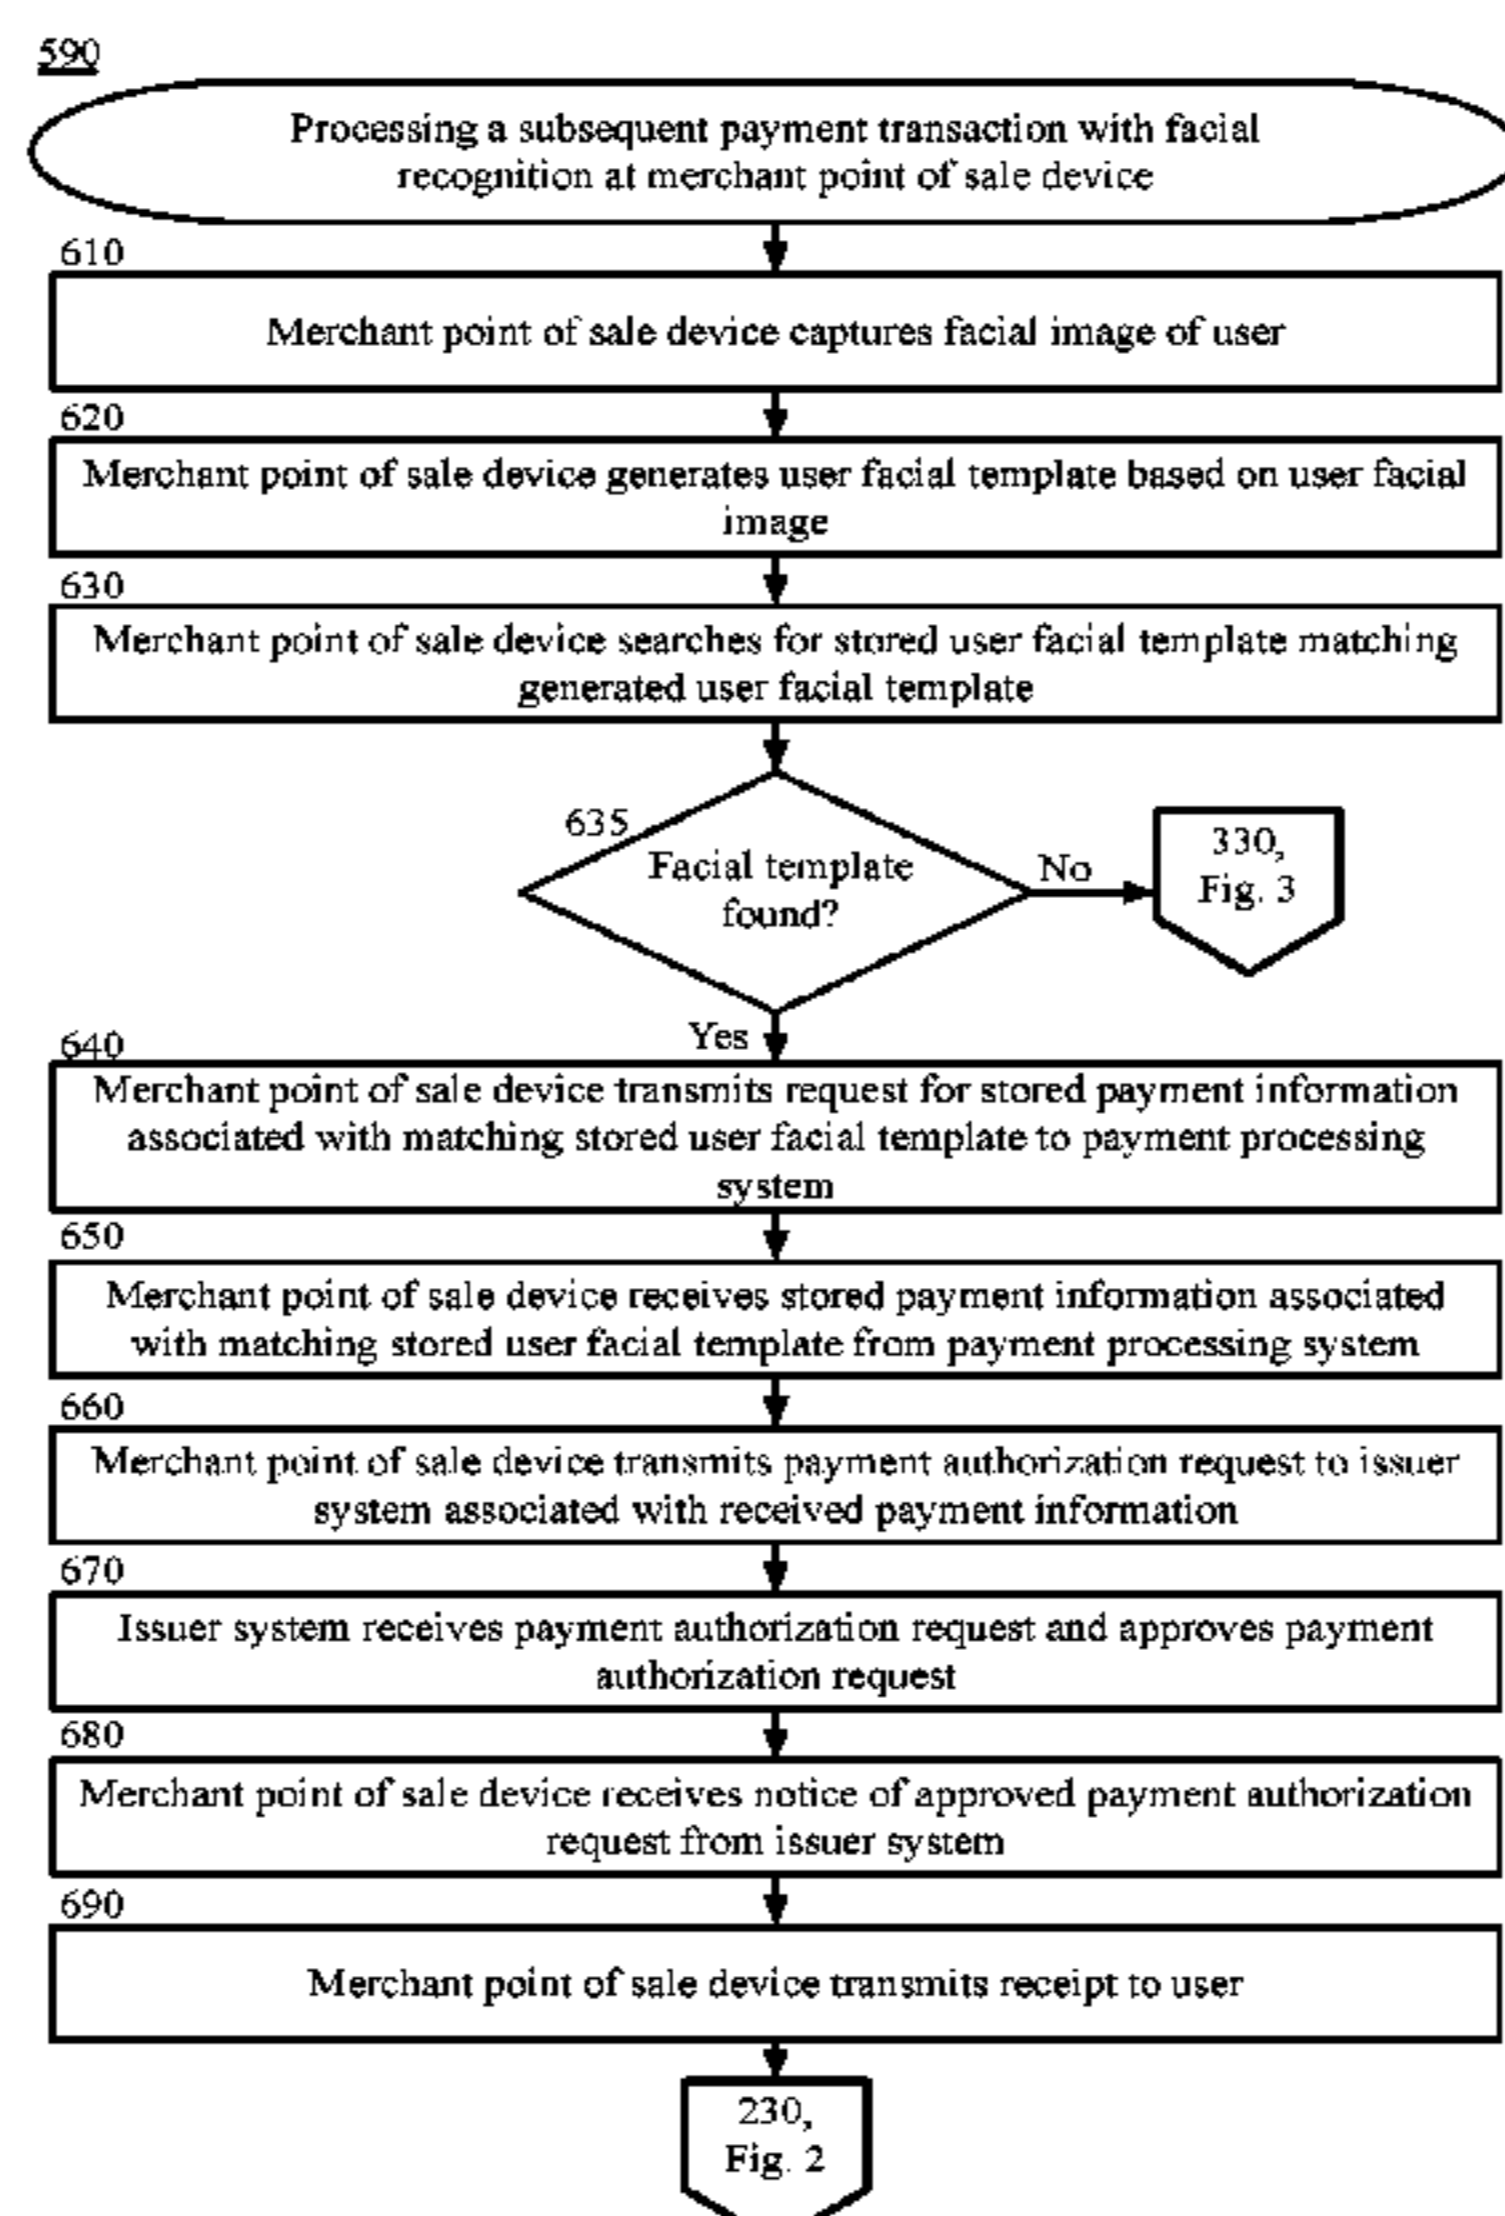 590
Processing a subsequent payment transaction with facial
recognition at merchant point of sale device
610
Merchant point of sale device captures facial image of user
620
Merchant point of sale device generates user facial template based on user facial
image
630
Merchant point of sale device searches for stored user facial template matching
generated user facial template
635
Facial template
found?
No
330,
Fig. 3
Yes
640
Merchant point of sale device transmits request for stored payment information
associated with matching stored user facial template to payment processing
system
650
Merchant point of sale device receives stored payment information associated
with matching stored user facial template from payment processing system
660
Merchant point of sale device transmits payment authorization request to issuer
system associated with received payment information
670
Issuer system receives payment authorization request and approves payment
authorization request
680
Merchant point of sale device receives notice of approved payment authorization
request from issuer system
690
Merchant point of sale device transmits receipt to user
230,
Fig. 2